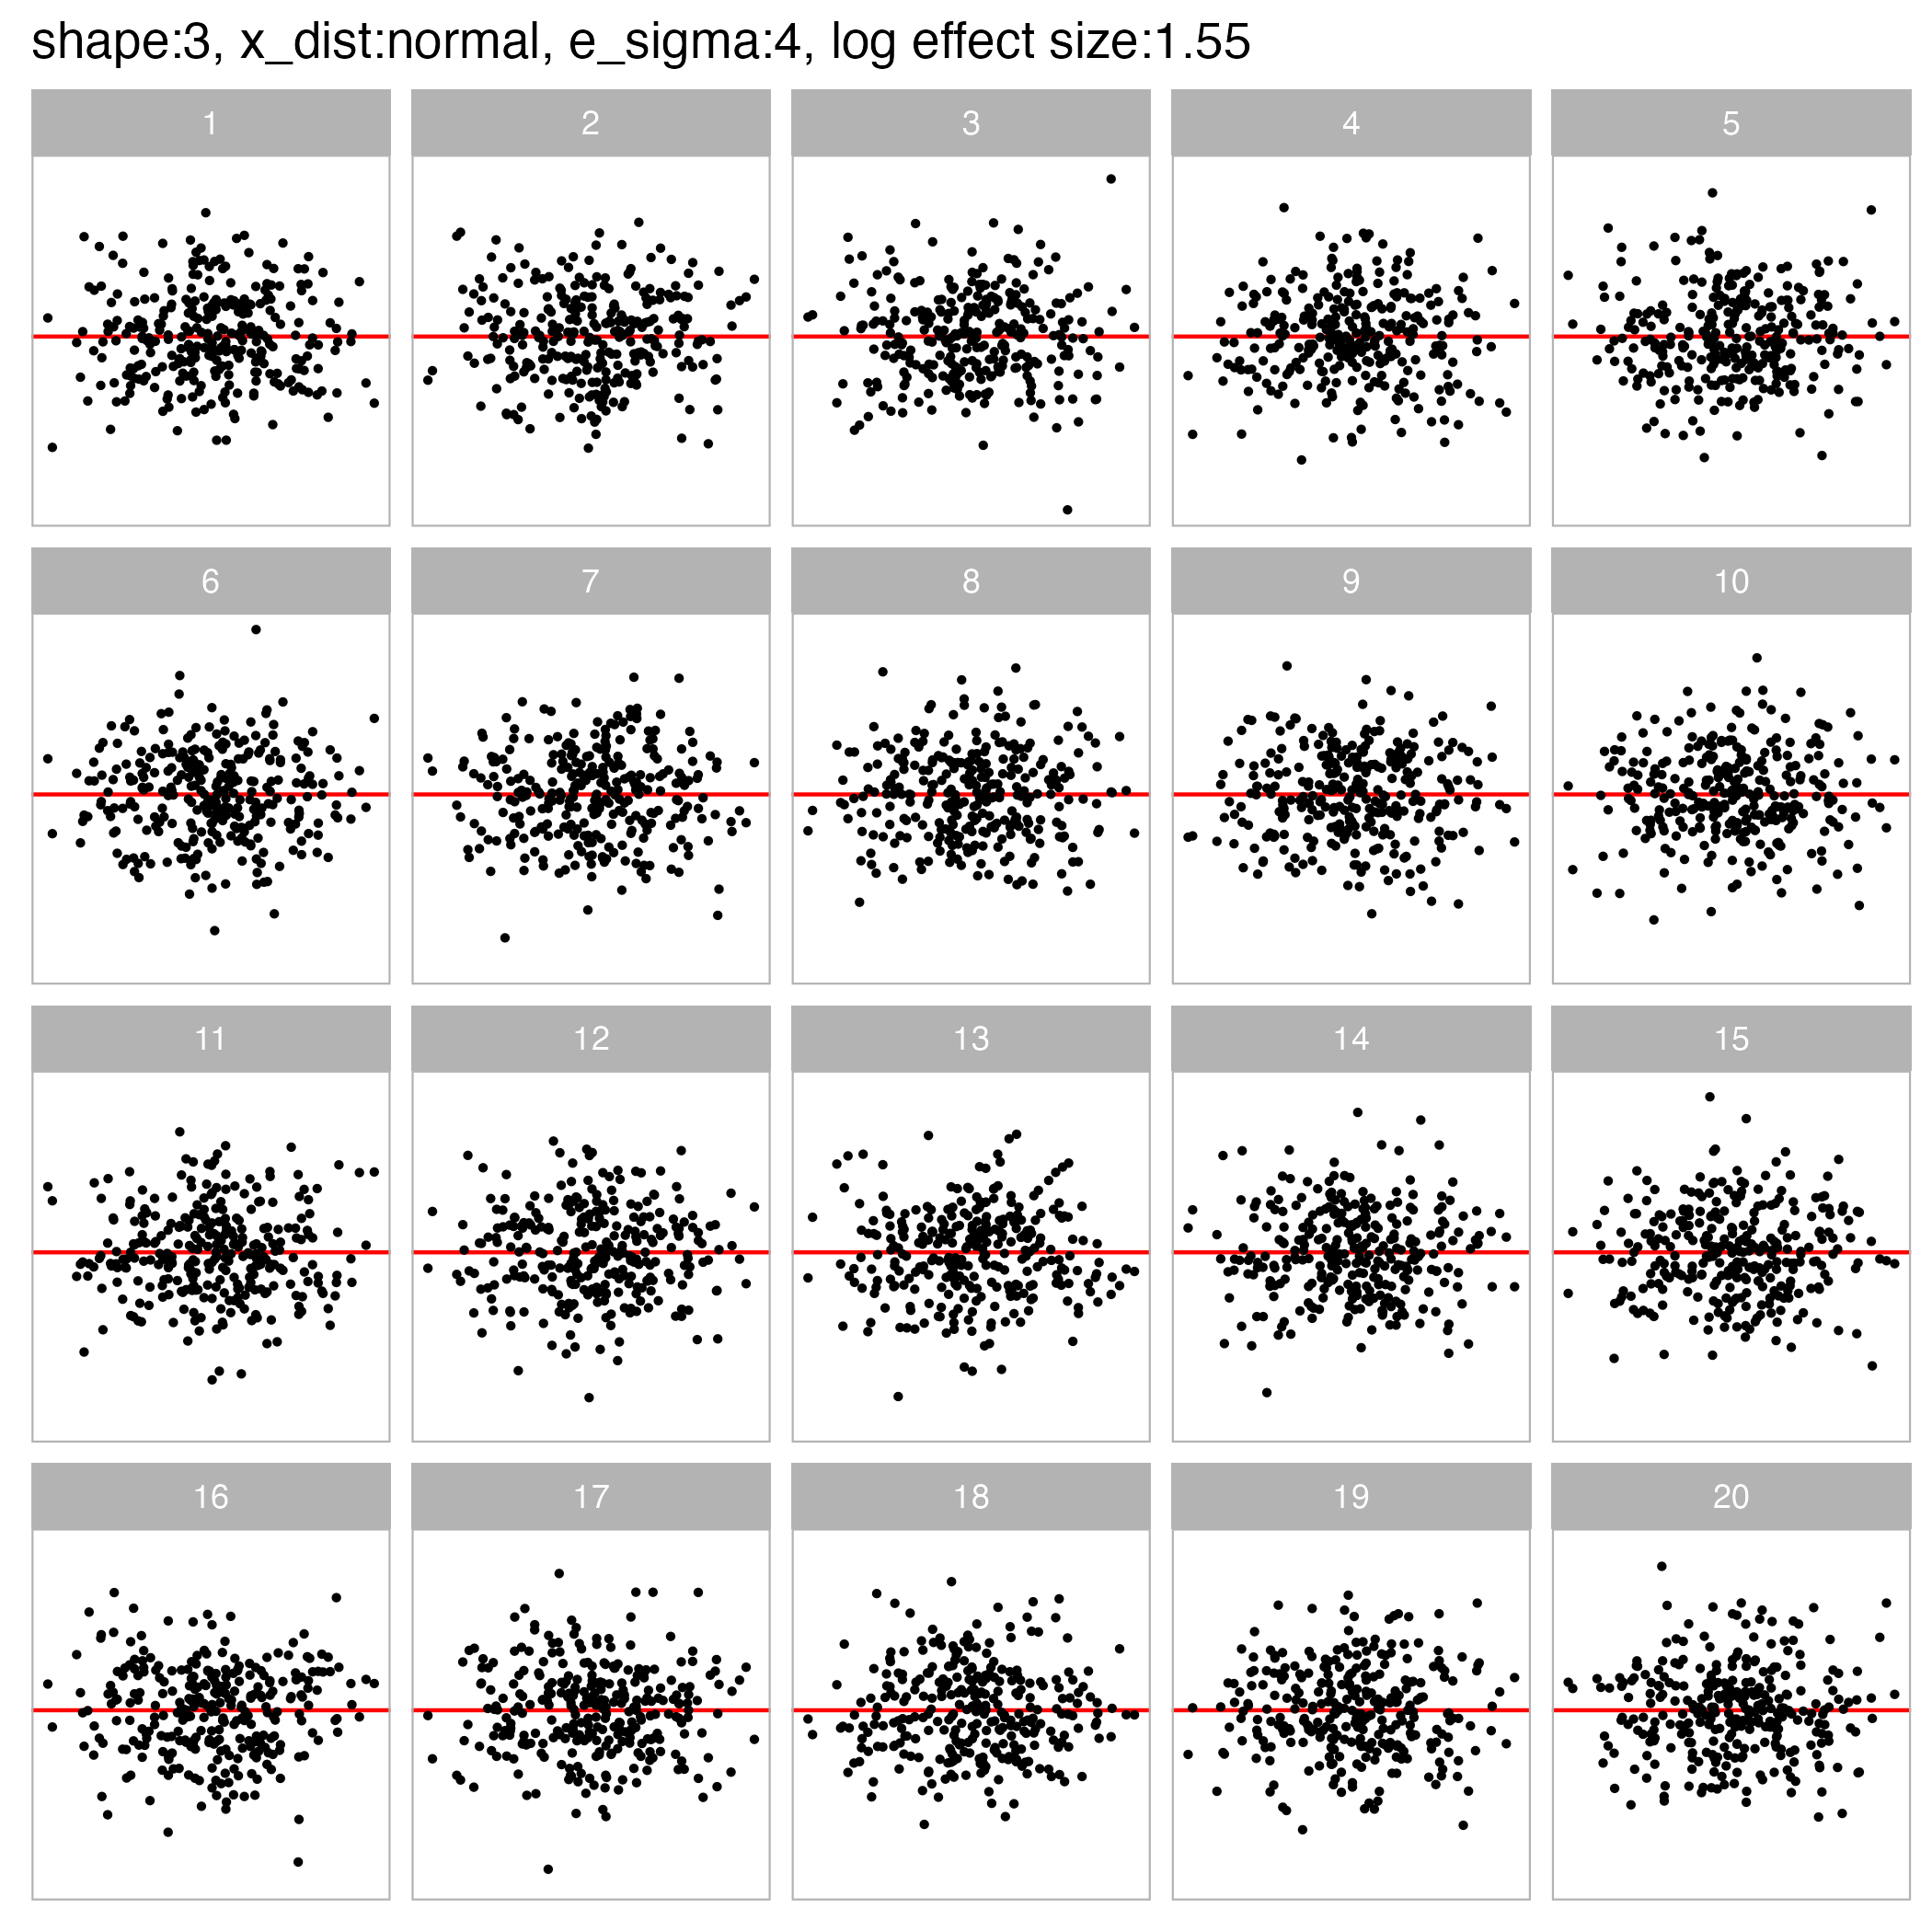 shape:3, x_dist:normal, e_sigma:4, log effect size:1.55
1 2 3 4 5
6 7 8 9 10
11 12 13 14 15
16 17 18 19 20